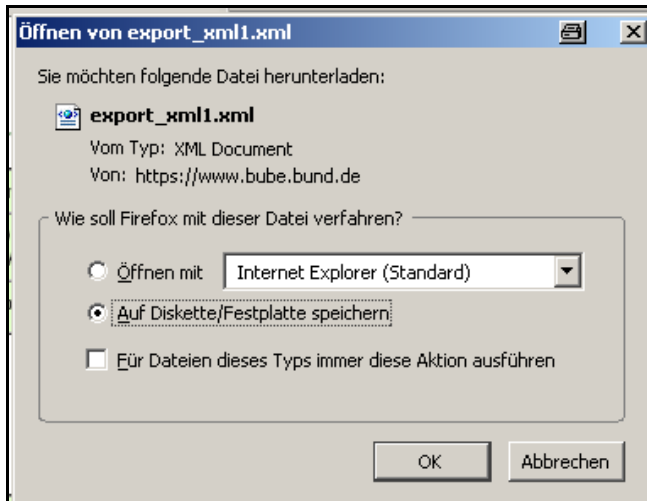 Öffnen von export_xml1.xml
Sie möchten folgende Datei herunterladen:
export_xml1.xml
Vom Typ: XML Document
Von: https://www.bube.bund.de
Wie soll Firefox mit dieser Datei verfahren?
Öffnen mit Internet Explorer (Standard)
Auf Diskette/Festplatte speichern
Für Dateien dieses Typs immer diese Aktion ausführen
OK Abbrechen